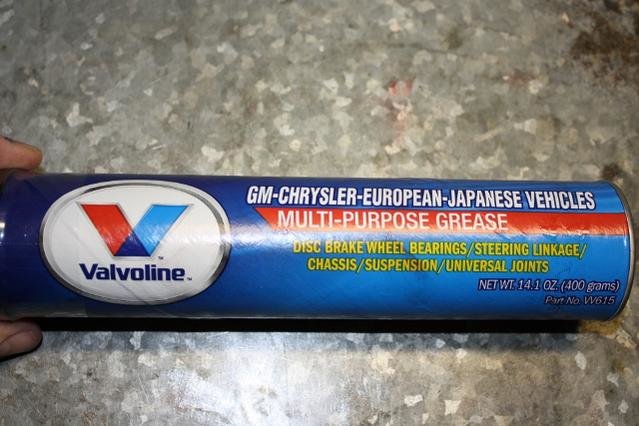 Valvoline™
GM-CHRYSLER-EUROPEAN-JAPANESE VEHICLES
MULTI-PURPOSE GREASE
DISC BRAKE WHEEL BEARINGS/STEERING LINKAGE/
CHASSIS/SUSPENSION/UNIVERSAL JOINTS
NET WT. 14.1 OZ. (400 grams)
Part No. VV615